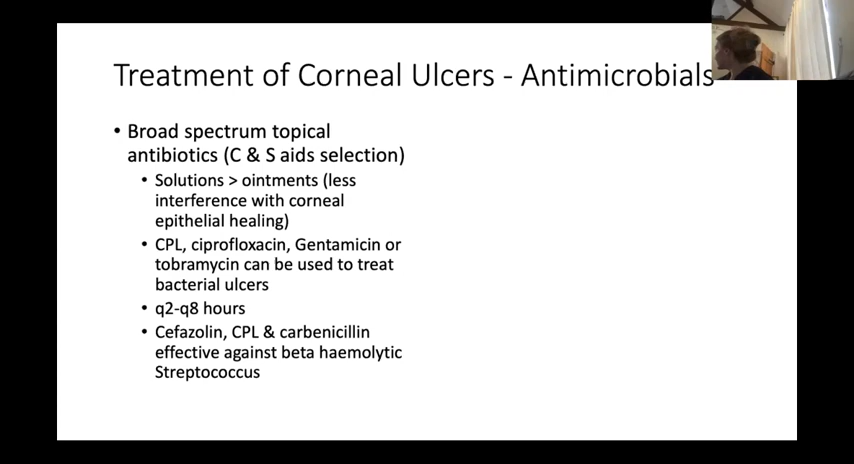 Treatment of Corneal Ulcers - Antimicrobials
• Broad spectrum topical
antibiotics (C & S aids selection)
• Solutions > ointments (less
interference with corneal
epithelial healing)
• CPL, ciprofloxacin, Gentamicin or
tobramycin can be used to treat
bacterial ulcers
• q2-q8 hours
• Cefazolin, CPL & carbenicillin
effective against beta haemolytic
Streptococcus